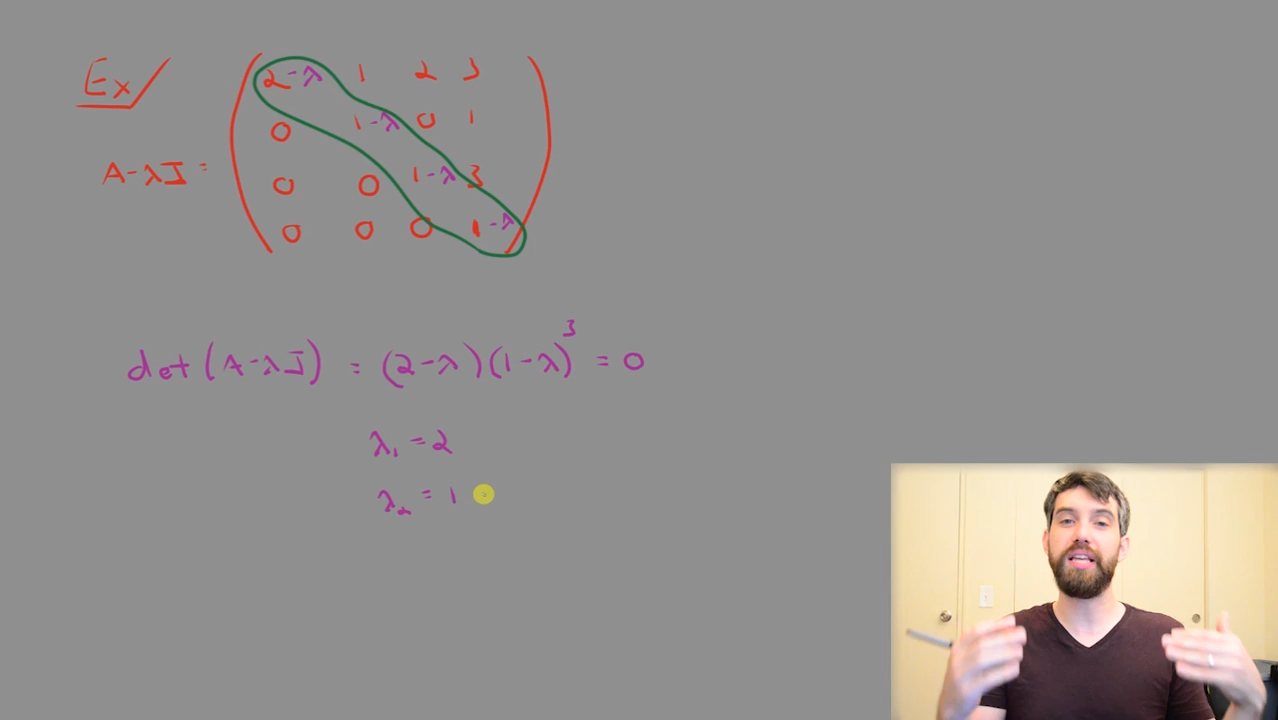 Ex/
2-λ 1 2 3
0 1-λ 0 1
A-λI =
0 0 1-λ 3
0 0 0 1-λ
det(A-λI) = (2-λ)(1-λ)³ = 0
λ₁ = 2
λ₂ = 1